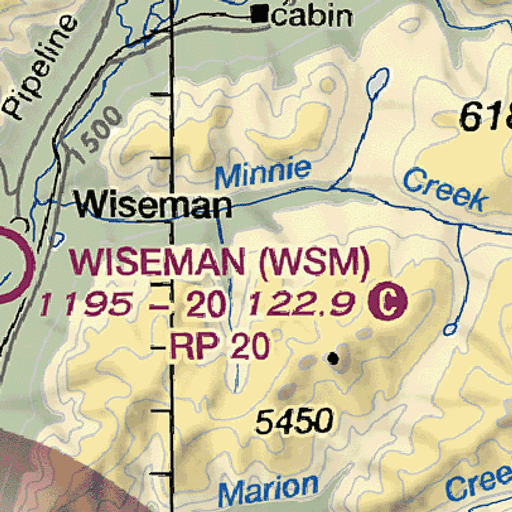 cabin
Pipeline
1500
618
Minnie Creek
Wiseman
WISEMAN (WSM)
1195 – 20 122.9 C
RP 20
5450
Marion Cree